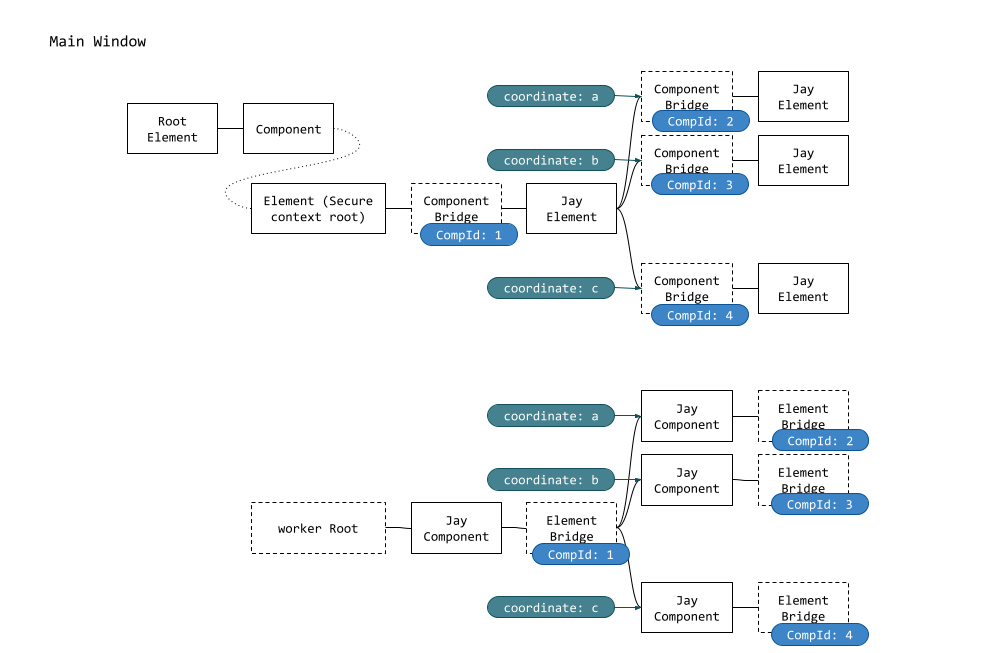 Main Window
coordinate: a
Component
Bridge
CompId: 2
Jay
Element
Root
Element
Component
coordinate: b
Component
Bridge
CompId: 3
Jay
Element
Element (Secure
context root)
Component
Bridge
CompId: 1
Jay
Element
coordinate: c
Component
Bridge
CompId: 4
Jay
Element
coordinate: a
Jay
Component
Element
Bridge
CompId: 2
coordinate: b
Jay
Component
Element
Bridge
CompId: 3
worker Root
Jay
Component
Element
Bridge
CompId: 1
coordinate: c
Jay
Component
Element
Bridge
CompId: 4